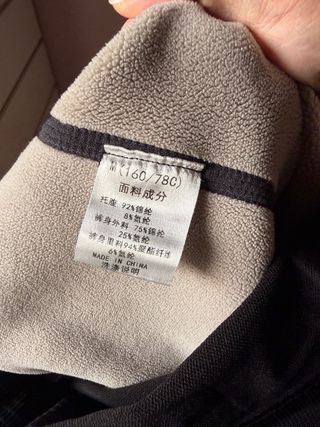 M(160/78C)
面料成分
托腹 92%锦纶
8%氨纶
裤身外料 75%锦纶
25%氨纶
裤身里料94%聚酯纤维
6%氨纶
MADE IN CHINA
洗涤说明